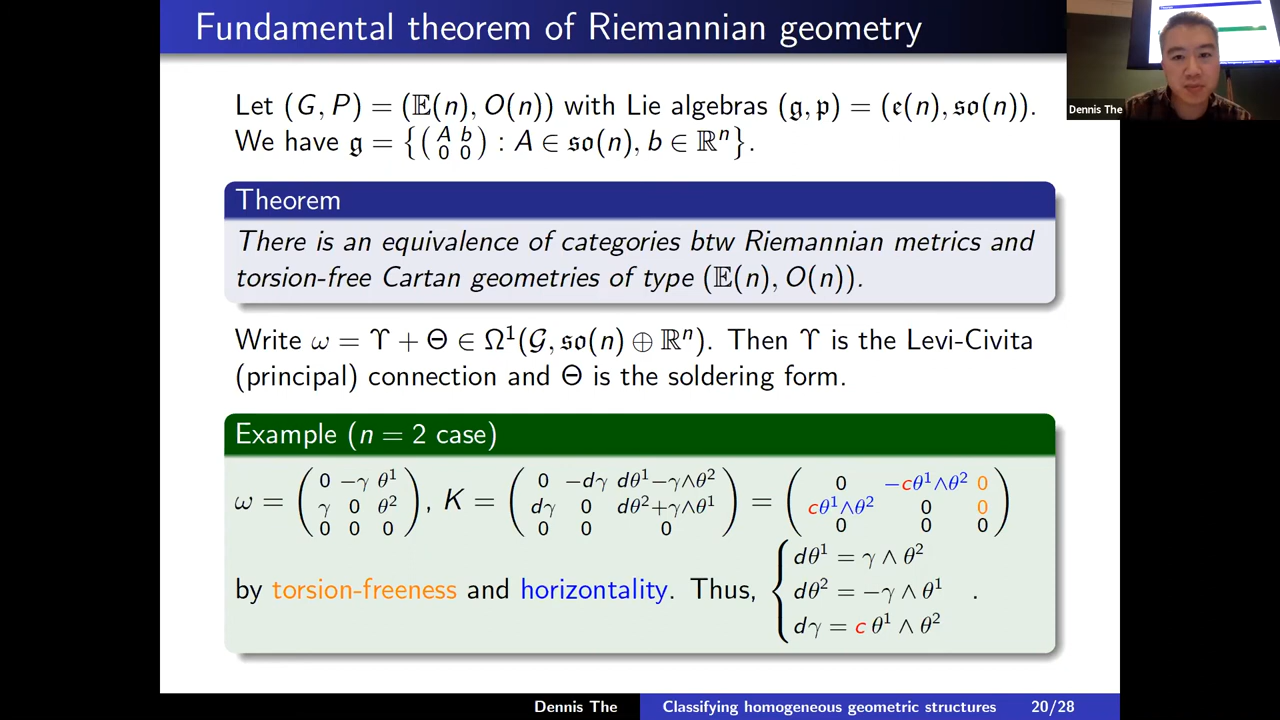 Fundamental theorem of Riemannian geometry
Dennis The
Let (G, P) = (𝔼(n), O(n)) with Lie algebras (𝔤, 𝔭) = (𝔢(n), 𝔰𝔬(n)).
We have 𝔤 = {( A b ; 0 0 ) : A ∈ 𝔰𝔬(n), b ∈ ℝⁿ}.
Theorem
There is an equivalence of categories btw Riemannian metrics and
torsion-free Cartan geometries of type (𝔼(n), O(n)).
Write ω = ϒ + Θ ∈ Ω¹(𝒢, 𝔰𝔬(n) ⊕ ℝⁿ). Then ϒ is the Levi-Civita
(principal) connection and Θ is the soldering form.
Example (n = 2 case)
ω = ( 0 −γ θ¹ ; γ 0 θ² ; 0 0 0 ), K = ( 0 −dγ dθ¹−γ∧θ² ; dγ 0 dθ²+γ∧θ¹ ; 0 0 0 ) = ( 0 −cθ¹∧θ² 0 ; cθ¹∧θ² 0 0 ; 0 0 0 )
by torsion-freeness and horizontality. Thus, { dθ¹ = γ ∧ θ² ; dθ² = −γ ∧ θ¹ ; dγ = c θ¹ ∧ θ² .
Dennis The Classifying homogeneous geometric structures 20/28